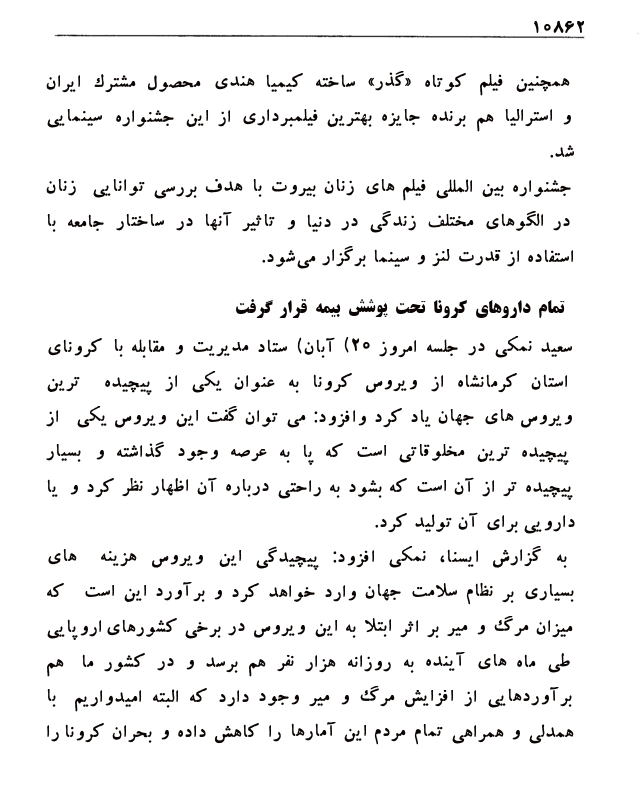 ۱۰۸۶۲
همچنین فیلم کوتاه «گذر» ساخته کیمیا هندی محصول مشترك ایران
و استرالیا هم برنده جایزه بهترین فیلمبرداری از این جشنواره سینمایی
شد.
جشنواره بین المللی فیلم های زنان بیروت با هدف بررسی توانایی زنان
در الگوهای مختلف زندگی در دنیا و تاثیر آنها در ساختار جامعه با
استفاده از قدرت لنز و سینما برگزار می‌شود.
تمام داروهای کرونا تحت پوشش بیمه قرار گرفت
سعید نمکی در جلسه امروز ۲۵) آبان) ستاد مدیریت و مقابله با کرونای
استان کرمانشاه از ویروس کرونا به عنوان یکی از پیچیده ترین
ویروس های جهان یاد کرد وافزود: می توان گفت این ویروس یکی از
پیچیده ترین مخلوقاتی است که پا به عرصه وجود گذاشته و بسیار
پیچیده تر از آن است که بشود به راحتی درباره آن اظهار نظر کرد و یا
دارویی برای آن تولید کرد.
به گزارش ایسنا، نمکی افزود: پیچیدگی این ویروس هزینه های
بسیاری بر نظام سلامت جهان وارد خواهد کرد و برآورد این است که
میزان مرگ و میر بر اثر ابتلا به این ویروس در برخی کشورهای اروپایی
طی ماه های آینده به روزانه هزار نفر هم برسد و در کشور ما هم
برآوردهایی از افزایش مرگ و میر وجود دارد که البته امیدواریم با
همدلی و همراهی تمام مردم این آمارها را کاهش داده و بحران کرونا را